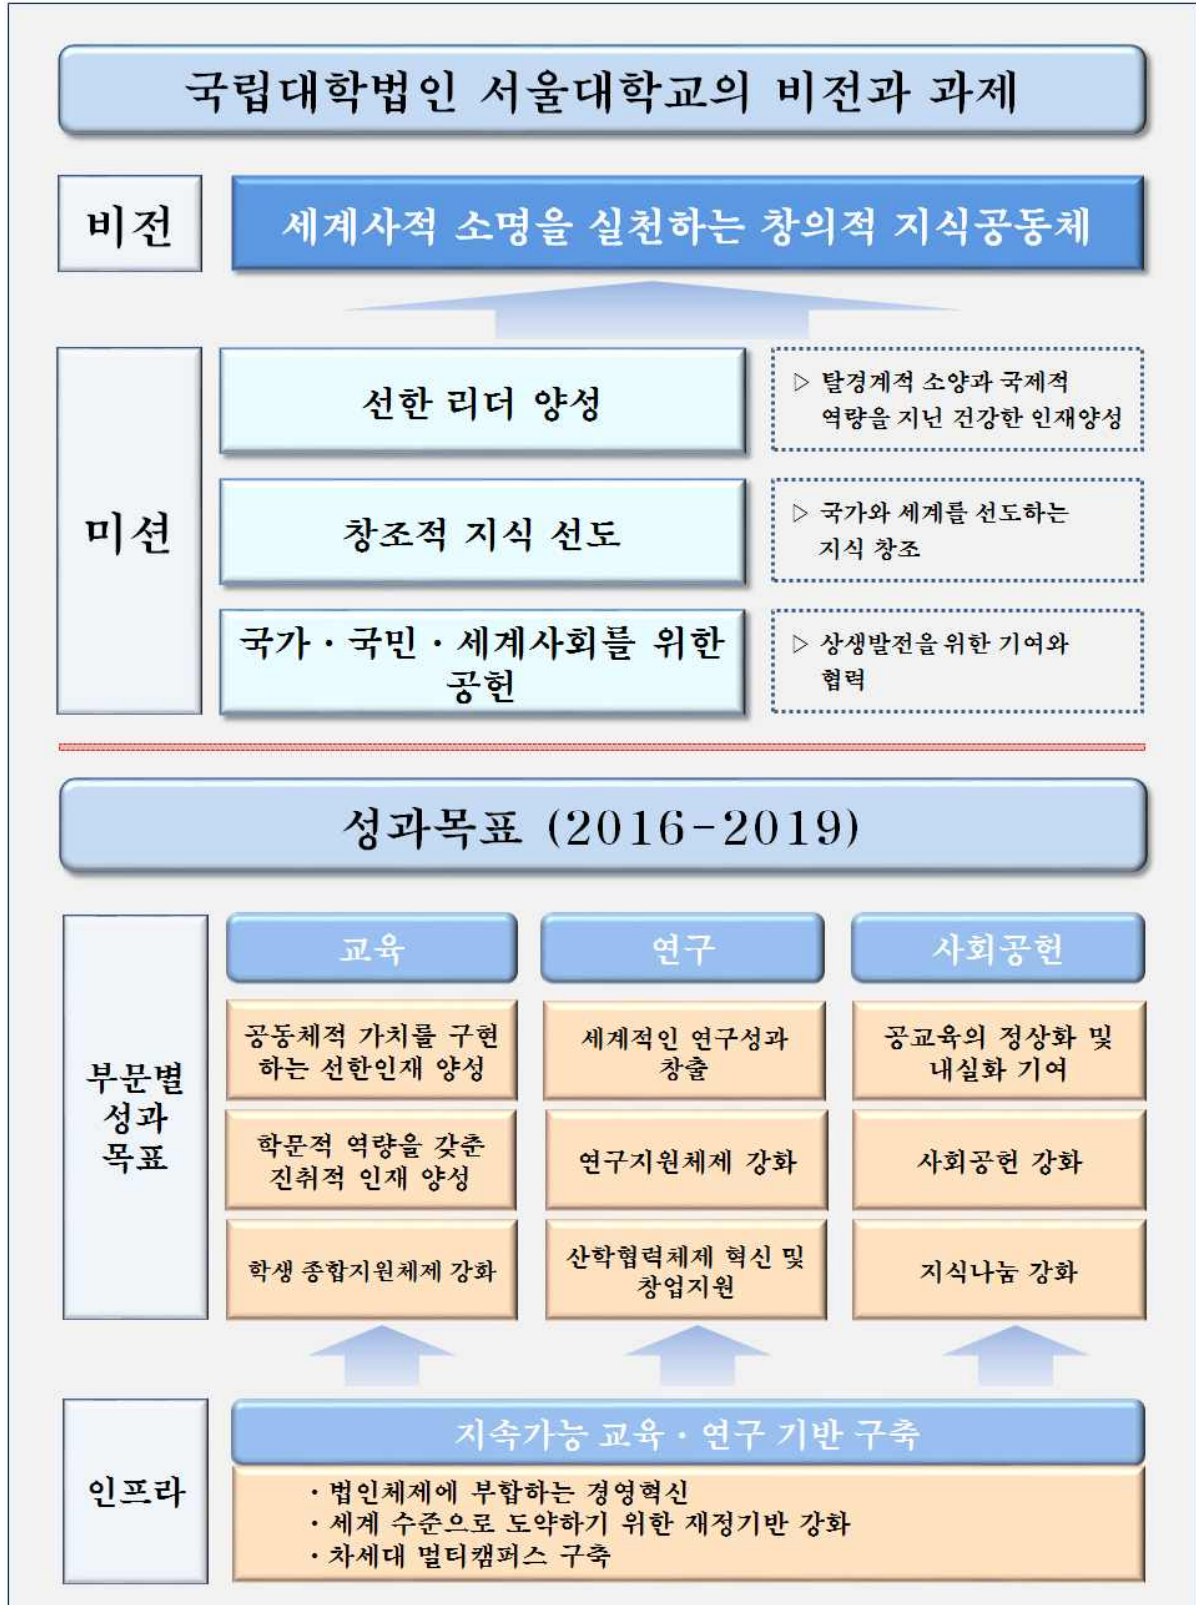 국립대학법인 서울대학교의 비전과 과제
비전
세계사적 소명을 실천하는 창의적 지식공동체
미션
선한 리더 양성
▷ 탈경계적 소양과 국제적
역량을 지닌 건강한 인재양성
창조적 지식 선도
▷ 국가와 세계를 선도하는
지식 창조
국가·국민·세계사회를 위한
공헌
▷ 상생발전을 위한 기여와
협력
성과목표 (2016-2019)
부문별
성과
목표
교육
연구
사회공헌
공동체적 가치를 구현
하는 선한인재 양성
세계적인 연구성과
창출
공교육의 정상화 및
내실화 기여
학문적 역량을 갖춘
진취적 인재 양성
연구지원체제 강화
사회공헌 강화
학생 종합지원체제 강화
산학협력체제 혁신 및
창업지원
지식나눔 강화
인프라
지속가능 교육·연구 기반 구축
· 법인체제에 부합하는 경영혁신
· 세계 수준으로 도약하기 위한 재정기반 강화
· 차세대 멀티캠퍼스 구축